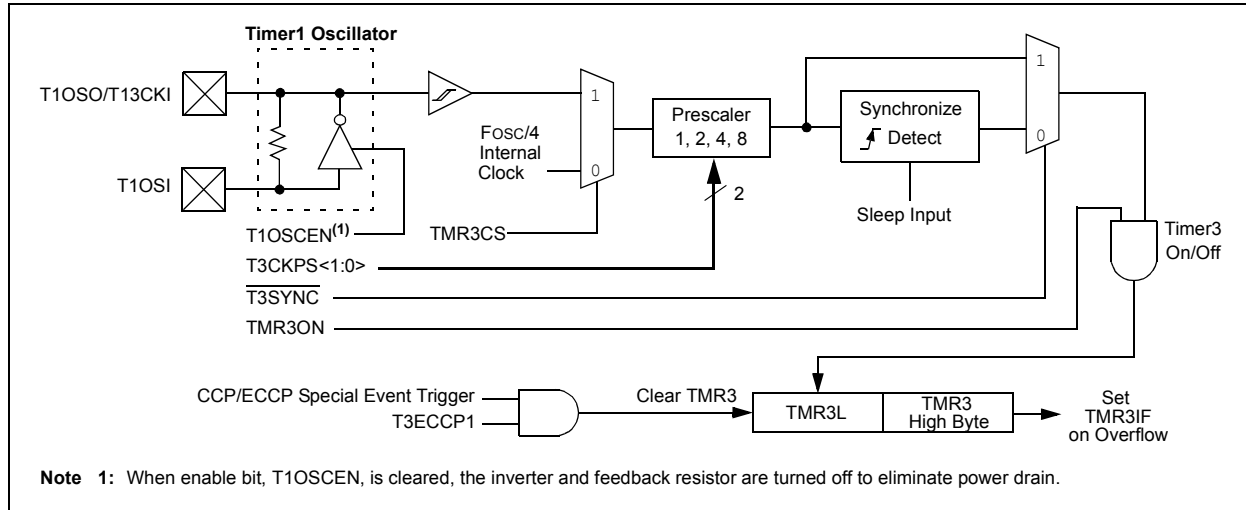 Timer1 Oscillator
T1OSO/T13CKI
T1OSI
1
0
FOSC/4
Internal
Clock
Prescaler
1, 2, 4, 8
2
Synchronize
Detect
Sleep Input
1
0
T1OSCEN(1)
TMR3CS
T3CKPS<1:0>
T3SYNC
TMR3ON
Timer3
On/Off
CCP/ECCP Special Event Trigger
T3ECCP1
Clear TMR3
TMR3L
TMR3
High Byte
Set
TMR3IF
on Overflow
Note 1: When enable bit, T1OSCEN, is cleared, the inverter and feedback resistor are turned off to eliminate power drain.